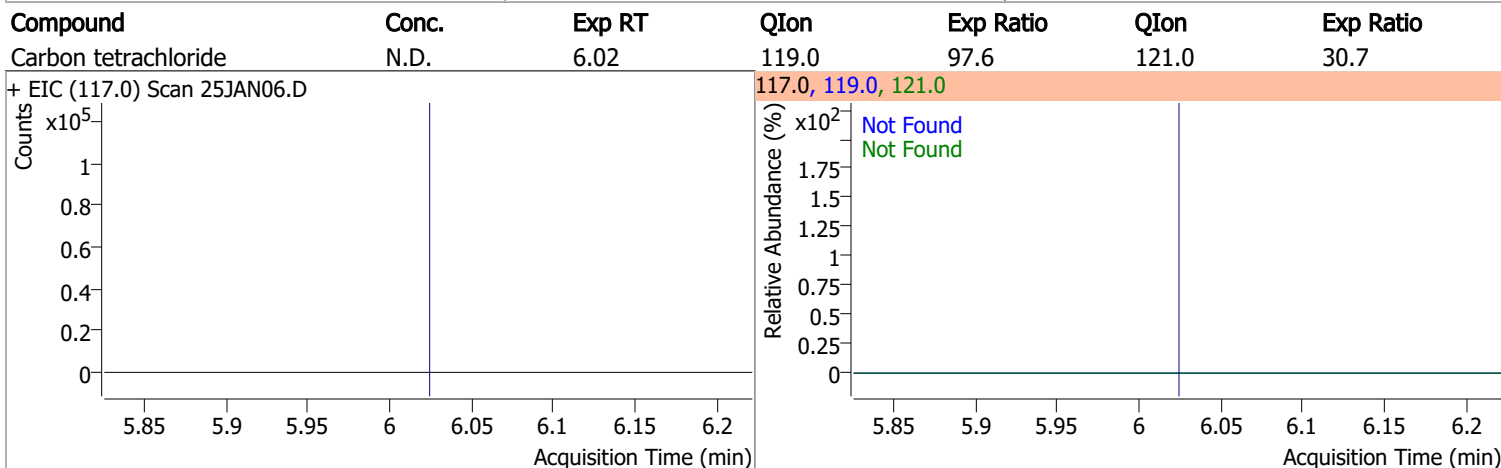 Compound Conc. Exp RT QIon Exp Ratio QIon Exp Ratio
Carbon tetrachloride N.D. 6.02 119.0 97.6 121.0 30.7
+ EIC (117.0) Scan 25JAN06.D
Counts
x10^5
1
0.8
0.6
0.4
0.2
0
5.85 5.9 5.95 6 6.05 6.1 6.15 6.2
Acquisition Time (min)
117.0, 119.0, 121.0
Relative Abundance (%)
x10^2
Not Found
Not Found
1.75
1.5
1.25
1
0.75
0.5
0.25
0
5.85 5.9 5.95 6 6.05 6.1 6.15 6.2
Acquisition Time (min)